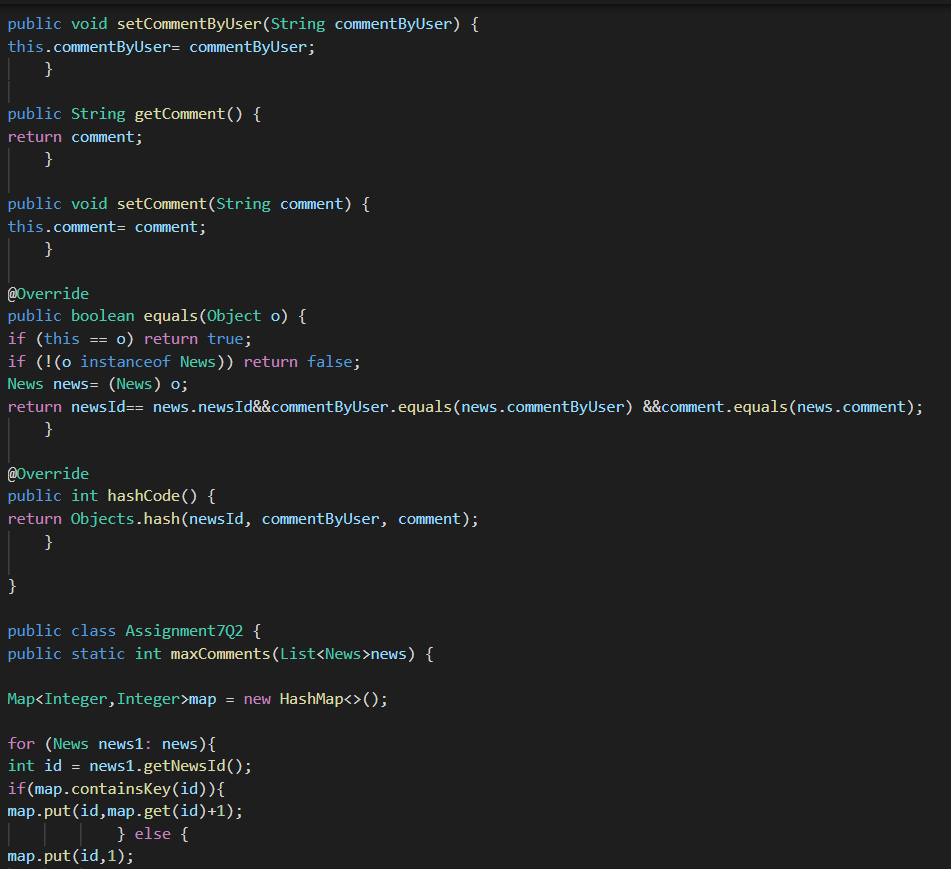 public void setCommentByUser(String commentByUser) {
this.commentByUser= commentByUser;
    }
public String getComment() {
return comment;
    }
public void setComment(String comment) {
this.comment= comment;
    }
@Override
public boolean equals(Object o) {
if (this == o) return true;
if (!(o instanceof News)) return false;
News news= (News) o;
return newsId== news.newsId&&commentByUser.equals(news.commentByUser) &&comment.equals(news.comment);
    }
@Override
public int hashCode() {
return Objects.hash(newsId, commentByUser, comment);
    }
}
public class Assignment7Q2 {
public static int maxComments(List<News>news) {
Map<Integer,Integer>map = new HashMap<>();
for (News news1: news){
int id = news1.getNewsId();
if(map.containsKey(id)){
map.put(id,map.get(id)+1);
            } else {
map.put(id,1);